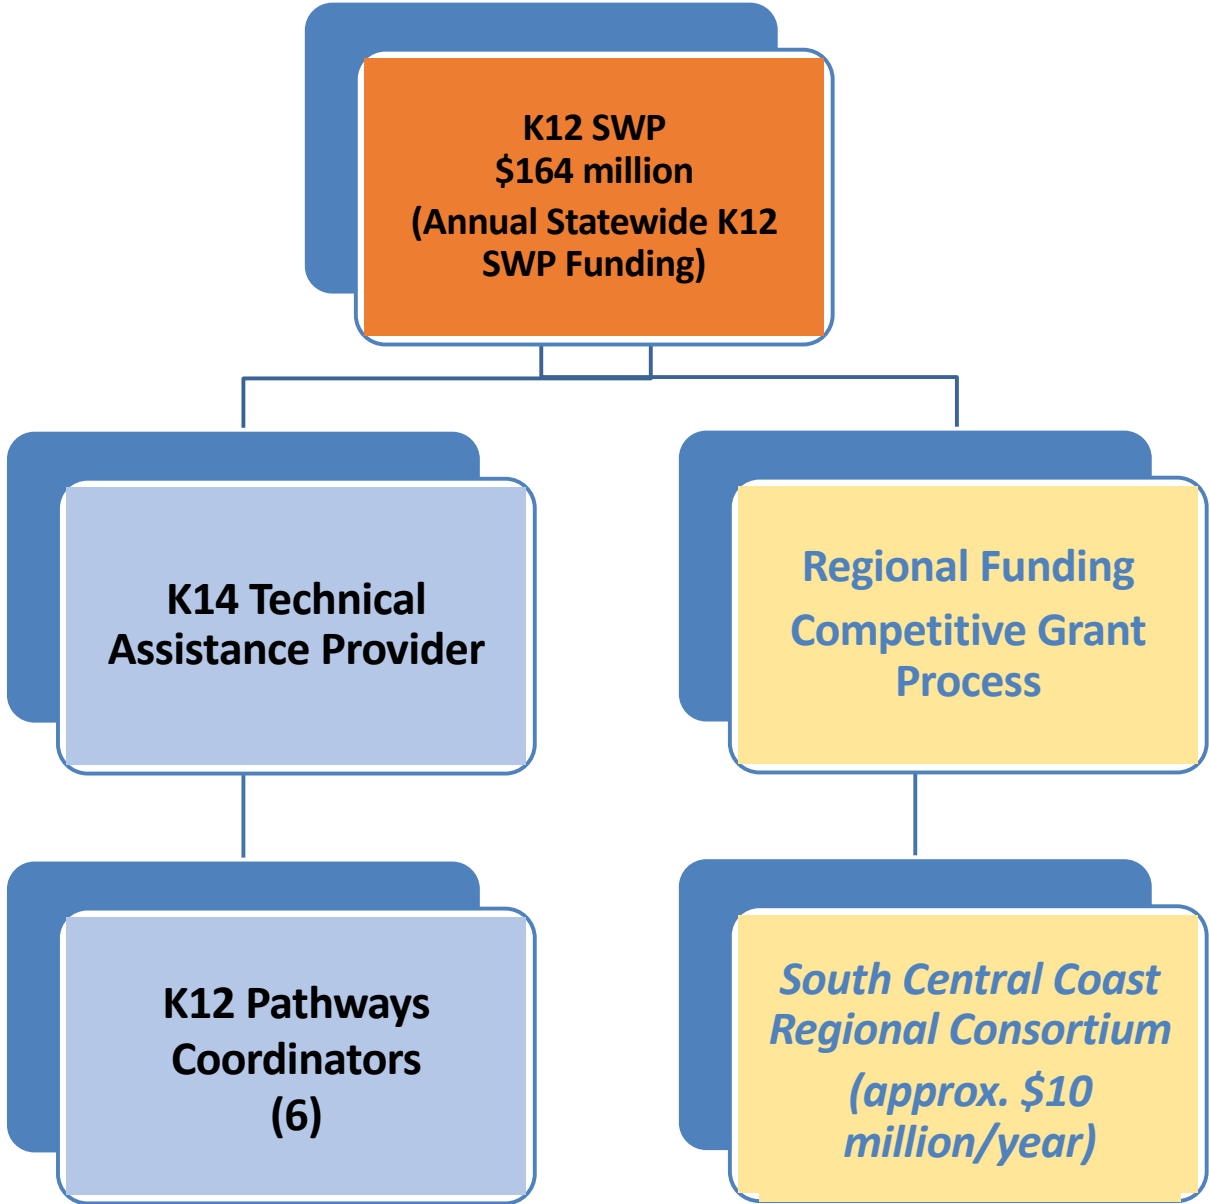 K12 SWP
$164 million
(Annual Statewide K12
SWP Funding)
K14 Technical
Assistance Provider
Regional Funding
Competitive Grant
Process
K12 Pathways
Coordinators
(6)
South Central Coast
Regional Consortium
(approx. $10
million/year)